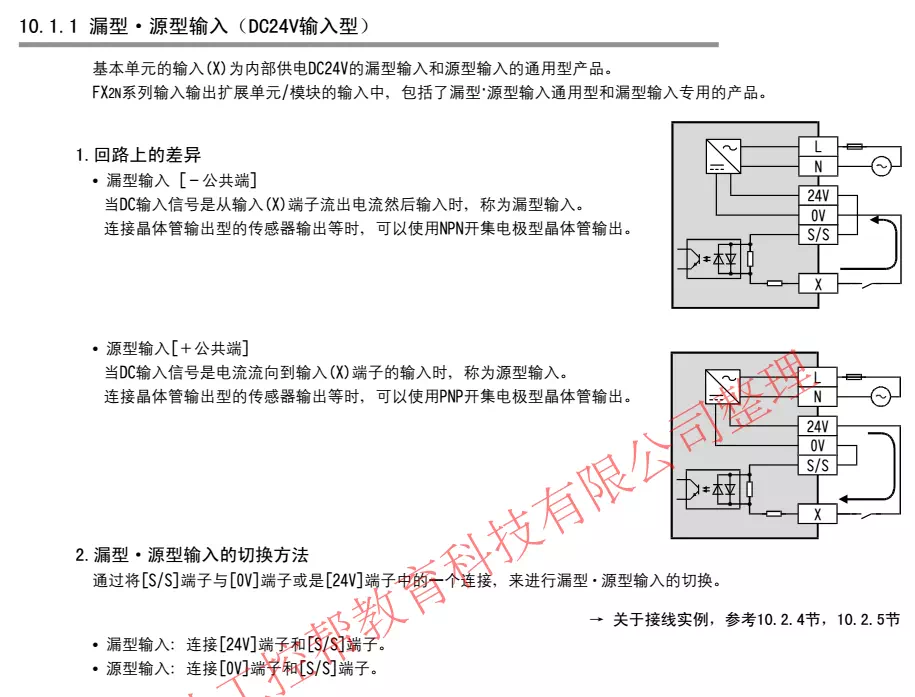 10.1.1 漏型・源型输入（DC24V输入型）
基本单元的输入(X)为内部供电DC24V的漏型输入和源型输入的通用型产品。
FX2N系列输入输出扩展单元/模块的输入中，包括了漏型·源型输入通用型和漏型输入专用的产品。
1. 回路上的差异
• 漏型输入 [－公共端]
当DC输入信号是从输入(X)端子流出电流然后输入时，称为漏型输入。
连接晶体管输出型的传感器输出等时，可以使用NPN开集电极型晶体管输出。
L
N
24V
0V
S/S
X
• 源型输入[＋公共端]
当DC输入信号是电流流向到输入(X)端子的输入时，称为源型输入。
连接晶体管输出型的传感器输出等时，可以使用PNP开集电极型晶体管输出。
L
N
24V
0V
S/S
X
2. 漏型・源型输入的切换方法
通过将[S/S]端子与[0V]端子或是[24V]端子中的一个连接，来进行漏型・源型输入的切换。
→ 关于接线实例，参考10.2.4节，10.2.5节
• 漏型输入: 连接[24V]端子和[S/S]端子。
• 源型输入: 连接[0V]端子和[S/S]端子。
工控帮教育科技有限公司整理